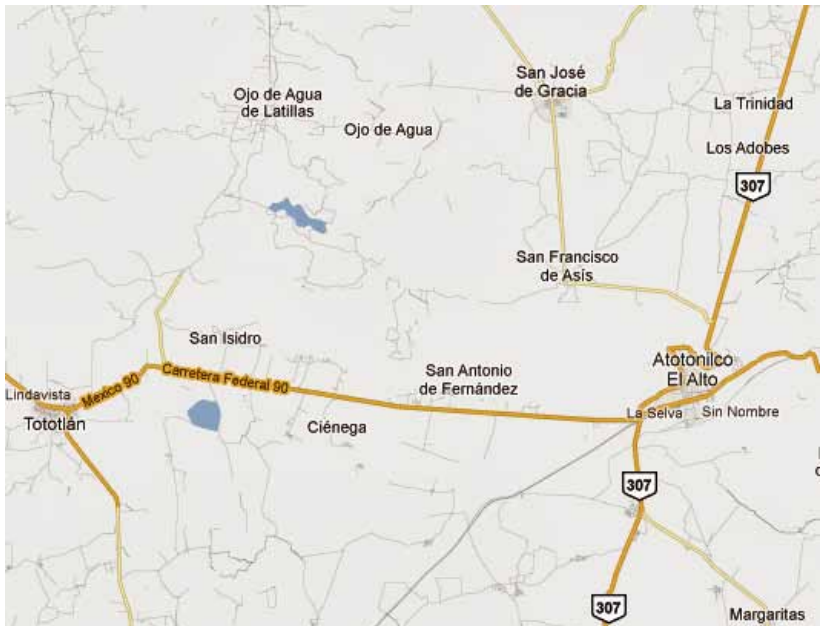 San José
de Gracia
Ojo de Agua
de Latillas
La Trinidad
Ojo de Agua
Los Adobes
307
San Francisco
de Asís
San Isidro
Atotonilco
El Alto
San Antonio
de Fernández
Mexico 90
Carretera Federal 90
Lindavista
Tototlán
La Selva
Sin Nombre
Ciénega
307
307
Margaritas